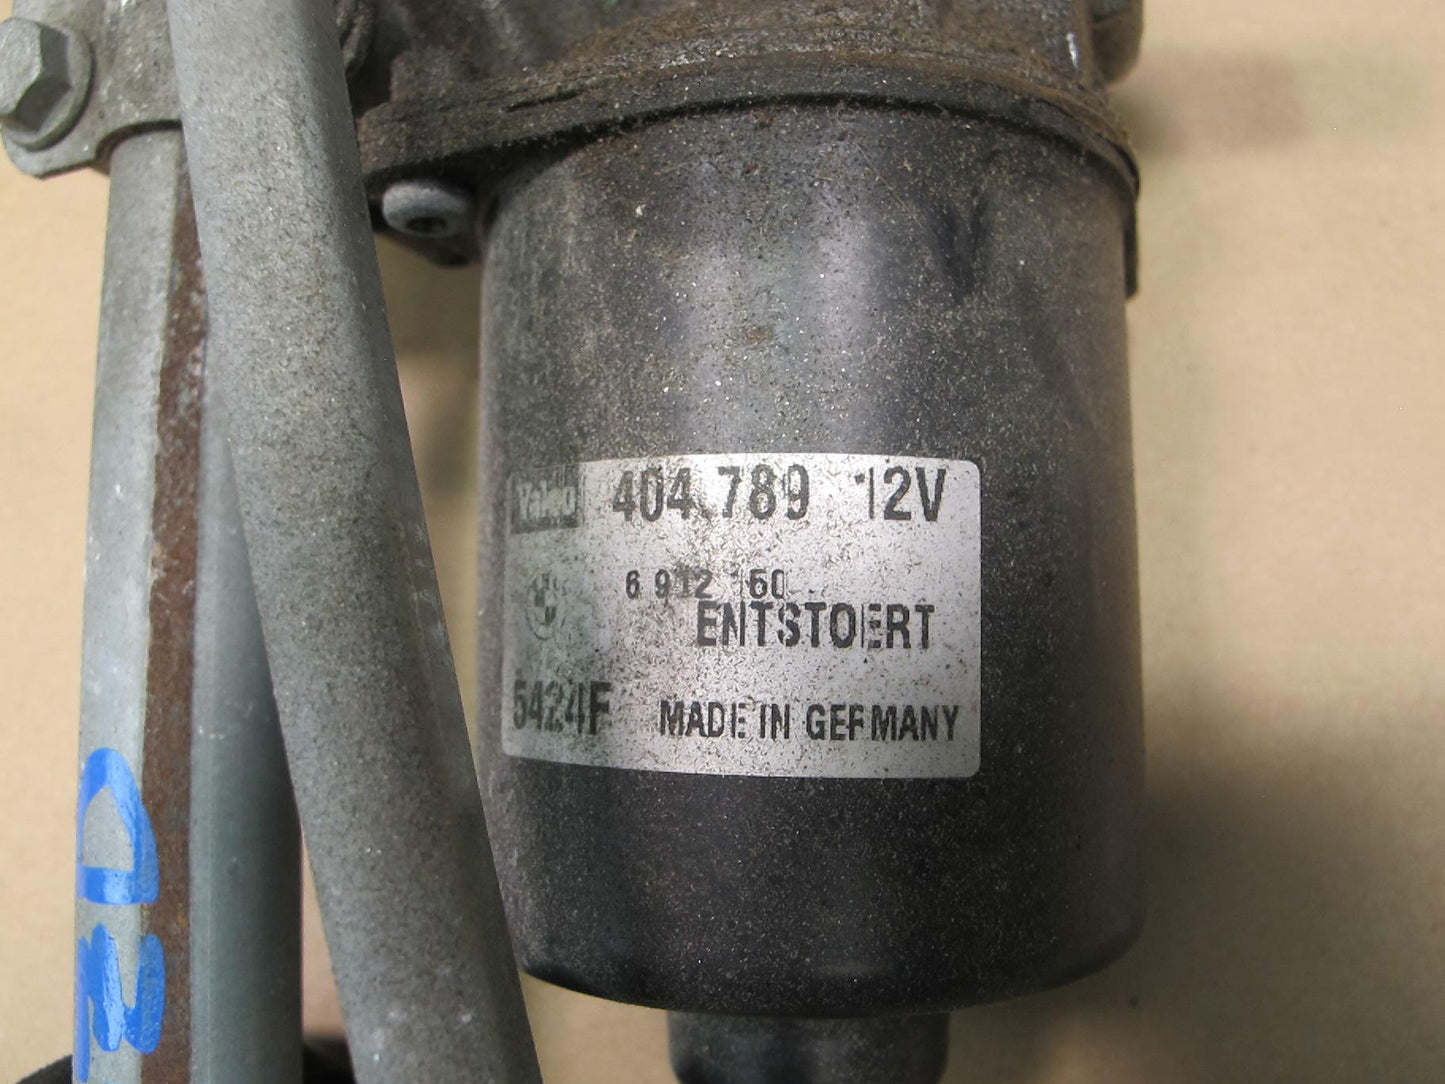 Valeo 404.789 12V
6 912 160
ENTSTOERT
5424F MADE IN GERMANY